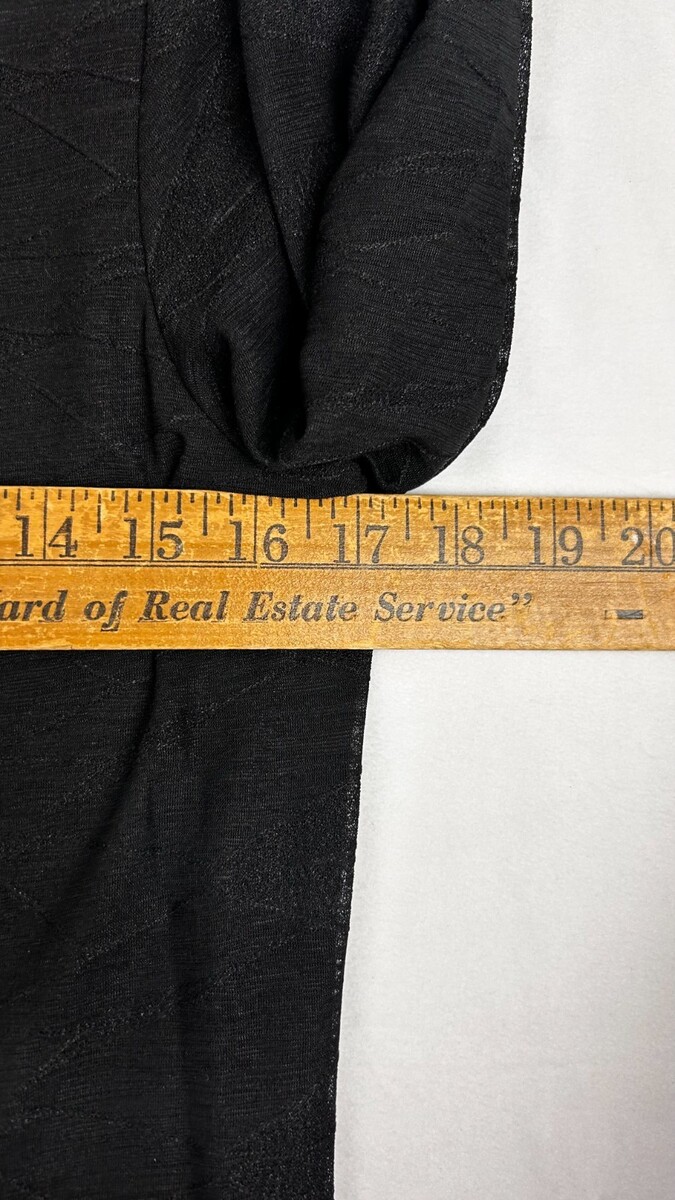 14 15 16 17 18 19 20
ard of Real Estate Service”